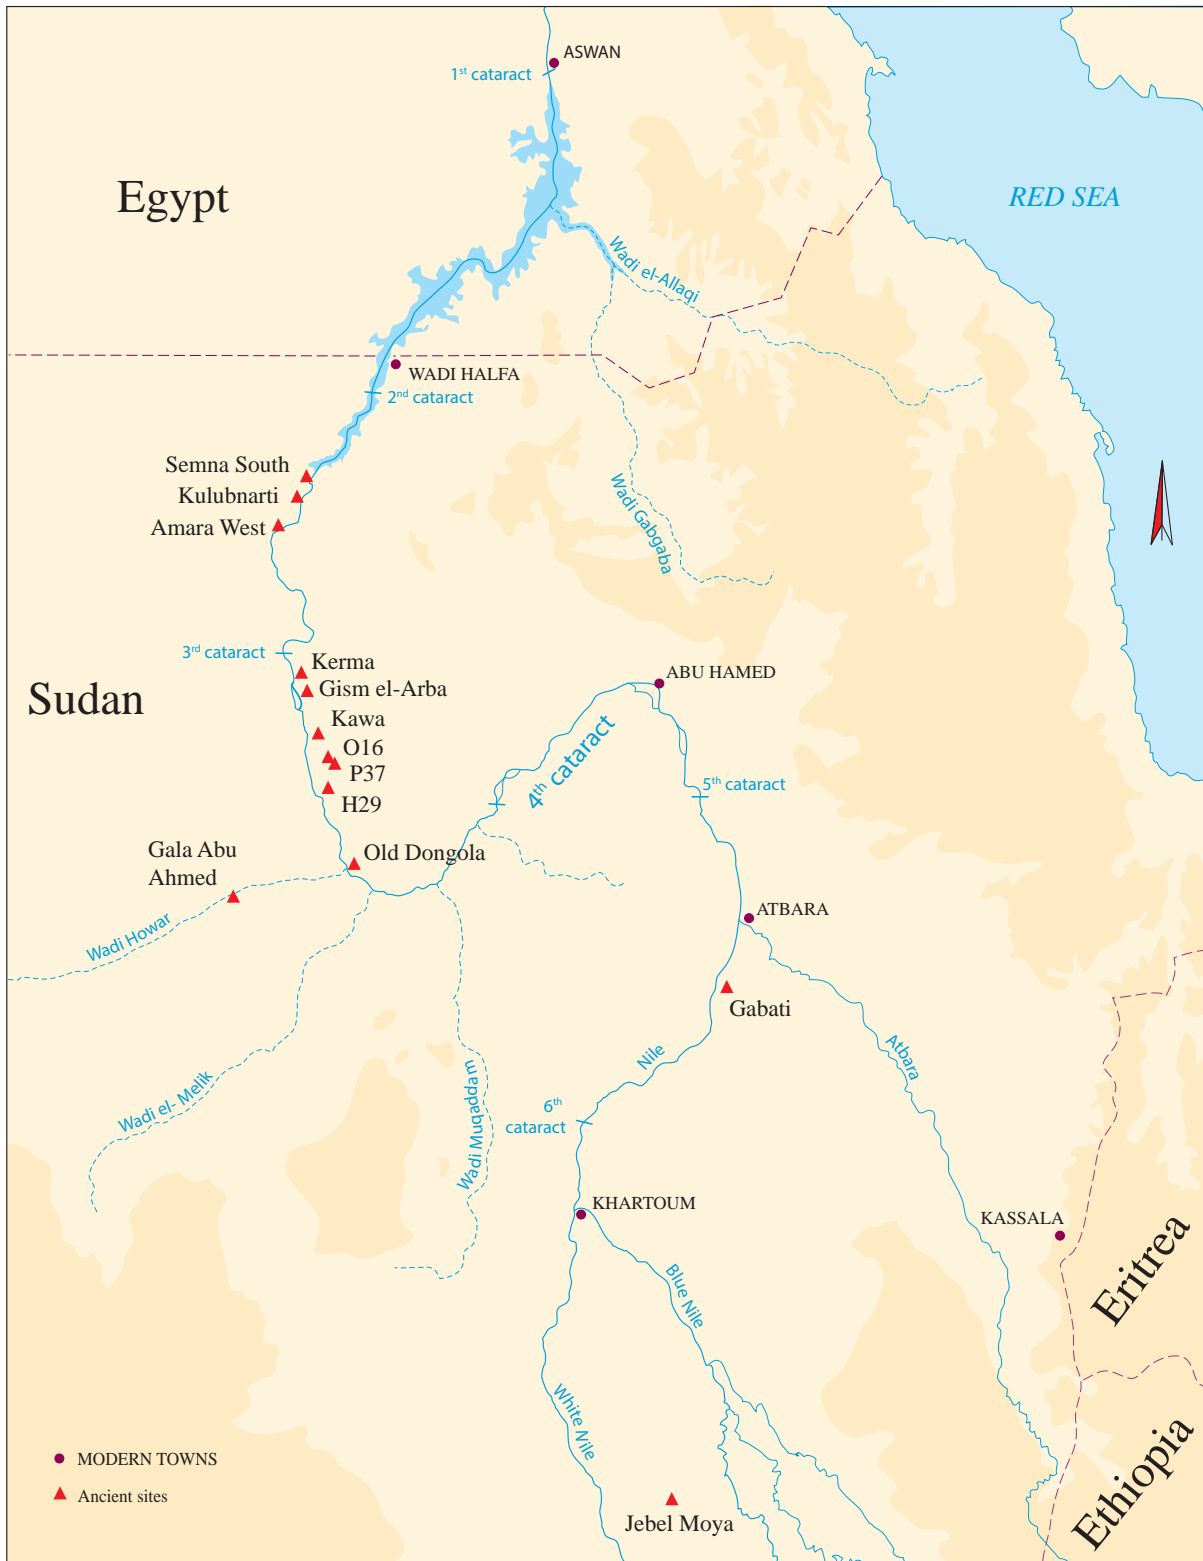 ASWAN
1st cataract
Egypt
RED SEA
Wadi el-Allaqi
WADI HALFA
2nd cataract
Semna South
Kulubnarti
Amara West
Wadi Gabgaba
3rd cataract
Kerma
Gism el-Arba
Sudan
ABU HAMED
Kawa
O16
P37
H29
4th cataract
5th cataract
Gala Abu
Ahmed
Old Dongola
ATBARA
Wadi Howar
Gabati
Nile
Atbara
Wadi el- Melik
Wadi Muqaddam
6th
cataract
KHARTOUM
KASSALA
Eritrea
Blue Nile
White Nile
Ethiopia
MODERN TOWNS
Ancient sites
Jebel Moya